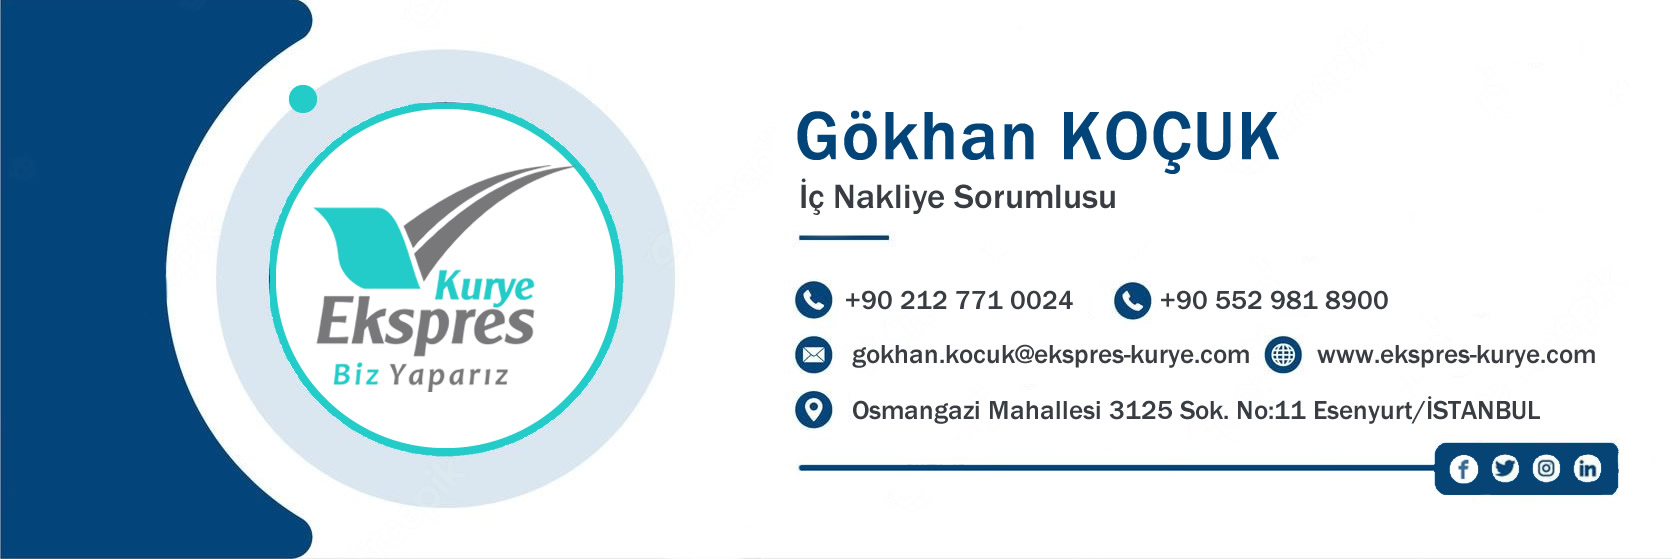 Kurye
Ekspres
Biz Yaparız
Gökhan KOÇUK
İç Nakliye Sorumlusu
+90 212 771 0024 +90 552 981 8900
gokhan.kocuk@ekspres-kurye.com www.ekspres-kurye.com
Osmangazi Mahallesi 3125 Sok. No:11 Esenyurt/İSTANBUL